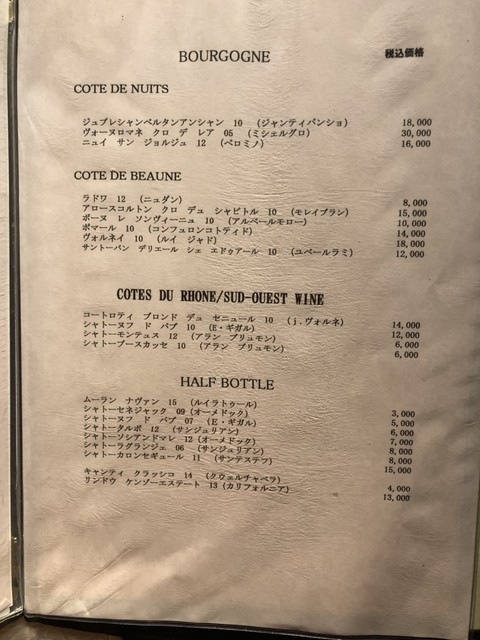 BOURGOGNE 税込価格
COTE DE NUITS
ジュブレシャンベルタンアンシャン 10 (ジャンティパンショ) 18,000
ヴォーヌロマネ クロ デ レア 05 (ミシェルグロ) 30,000
ニュイ サン ジョルジュ 12 (ペロミノ) 16,000
COTE DE BEAUNE
ラドワ 12 (ニュダン) 8,000
アロースコルトン クロ デュ シャピトル 10 (モレイブラン) 15,000
ボーヌ レ ソンヴィーニュ 10 (アルベールモロー) 10,000
ポマール 10 (コンフュロンコトティド) 14,000
ヴォルネイ 10 (ルイ ジャド) 18,000
サントーバン デリエール シェ エドゥアール 10 (ユベールラミ) 12,000
COTES DU RHONE/SUD-OUEST WINE
コートロティ ブロンド デュ セニュール 10 (j.ヴォルネ) 14,000
シャトーヌフ ド パプ 10 (E・ギガル) 12,000
シャトーモンテュス 12 (アラン ブリュモン) 6,000
シャトーブースカッセ 10 (アラン ブリュモン) 6,000
HALF BOTTLE
ムーラン ナヴァン 15 (ルイラトゥール) 3,000
シャトーセネジャック 09 (オーメドック) 5,000
シャトーヌフ ド パプ 07 (E・ギガル) 6,000
シャトータルボ 12 (サンジュリアン) 7,000
シャトーソシアンドマレ 12 (オーメドック) 8,000
シャトーラグランジェ 06 (サンジュリアン) 8,000
シャトーカロンセギュール 11 (サンテステフ) 15,000
キャンティ クラッシコ 14 (クウェルチャベラ) 4,000
リンドウ ケンゾーエステート 13 (カリフォルニア) 13,000